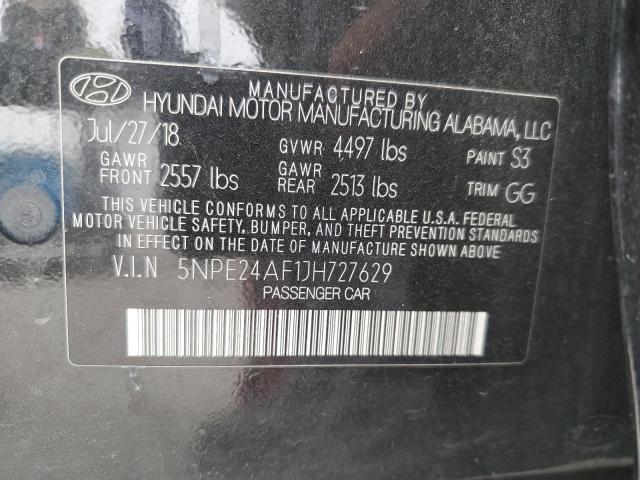 MANUFACTURED BY
HYUNDAI MOTOR MANUFACTURING ALABAMA, LLC
Jul/27/18 GVWR 4497 lbs PAINT S3
GAWR FRONT 2557 lbs GAWR REAR 2513 lbs TRIM GG
THIS VEHICLE CONFORMS TO ALL APPLICABLE U.S.A. FEDERAL
MOTOR VEHICLE SAFETY, BUMPER, AND THEFT PREVENTION STANDARDS
IN EFFECT ON THE DATE OF MANUFACTURE SHOWN ABOVE.
V.I.N 5NPE24AF1JH727629
PASSENGER CAR